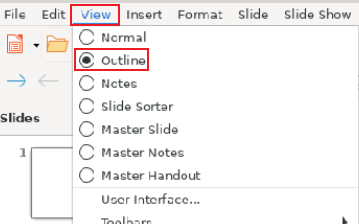 File Edit View Insert Format Slide Slide Show
Normal
Outline
Notes
Slide Sorter
Master Slide
Master Notes
Master Handout
User Interface...
Toolbars
Slides
1